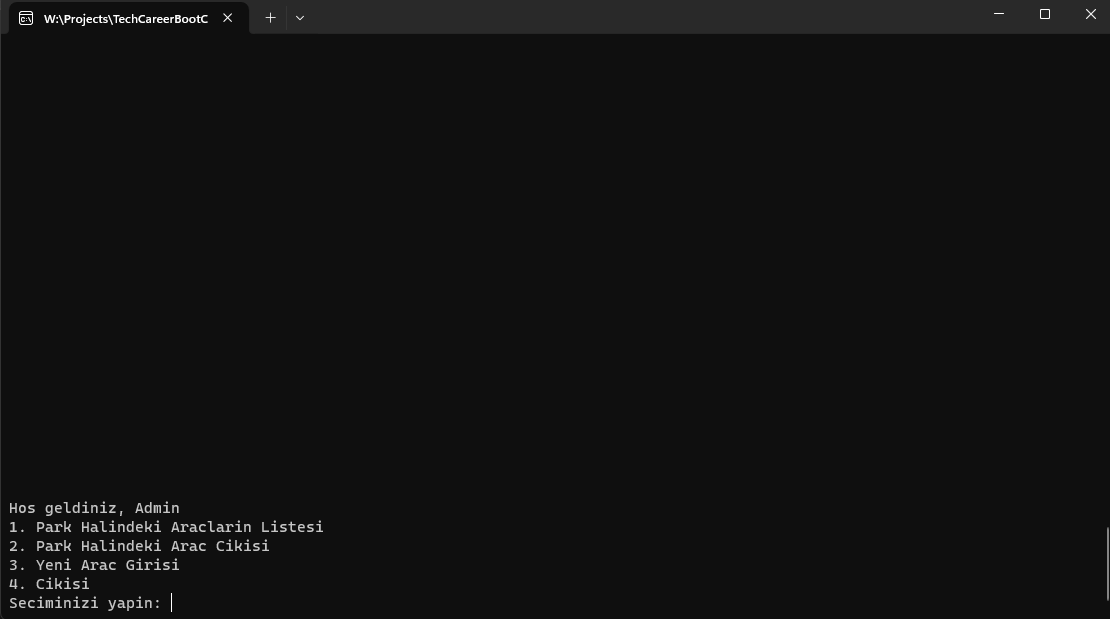 W:\Projects\TechCareerBootC
Hos geldiniz, Admin
1. Park Halindeki Araclarin Listesi
2. Park Halindeki Arac Cikisi
3. Yeni Arac Girisi
4. Cikisi
Seciminizi yapin: